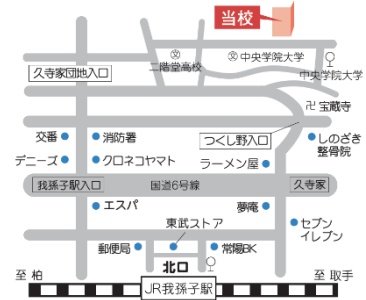 当校
二階堂高校
中央学院大学
中央学院大学
久寺家団地入口
宝蔵寺
交番
消防署
つくし野入口
しのざき
整骨院
デニーズ
クロネコヤマト
ラーメン屋
我孫子駅入口
国道6号線
久寺家
エスパ
夢庵
東武ストア
セブン
イレブン
郵便局
常陽BK
北口
至 柏
JR我孫子駅
至 取手